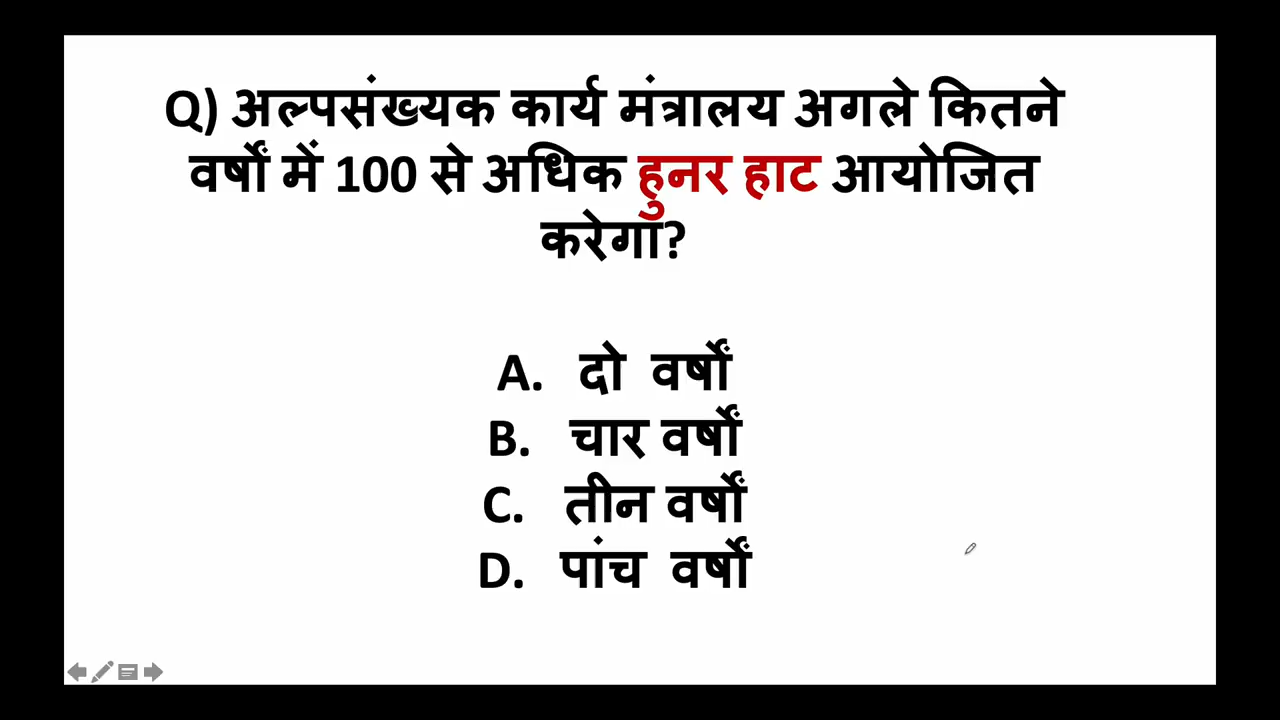 Q) अल्पसंख्यक कार्य मंत्रालय अगले कितने
वर्षों में 100 से अधिक हुनर हाट आयोजित
करेगा?
A. दो वर्षों
B. चार वर्षों
C. तीन वर्षों
D. पांच वर्षों